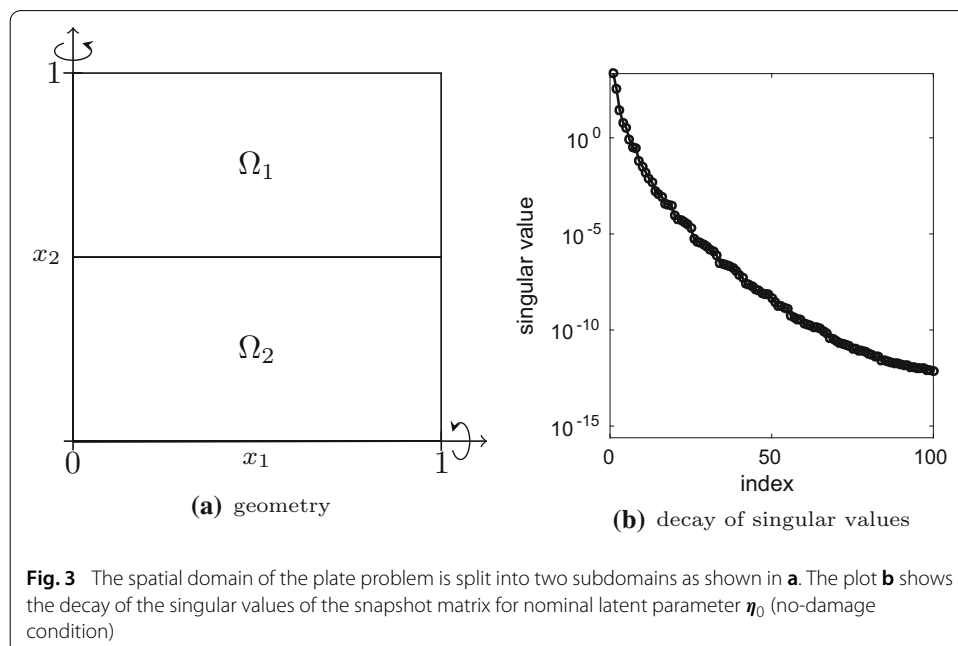 1
Ω₁
x₂
Ω₂
0
x₁
1
(a) geometry
10⁰
10⁻⁵
10⁻¹⁰
10⁻¹⁵
singular value
0
50
100
index
(b) decay of singular values
Fig. 3 The spatial domain of the plate problem is split into two subdomains as shown in a. The plot b shows
the decay of the singular values of the snapshot matrix for nominal latent parameter η₀ (no-damage
condition)